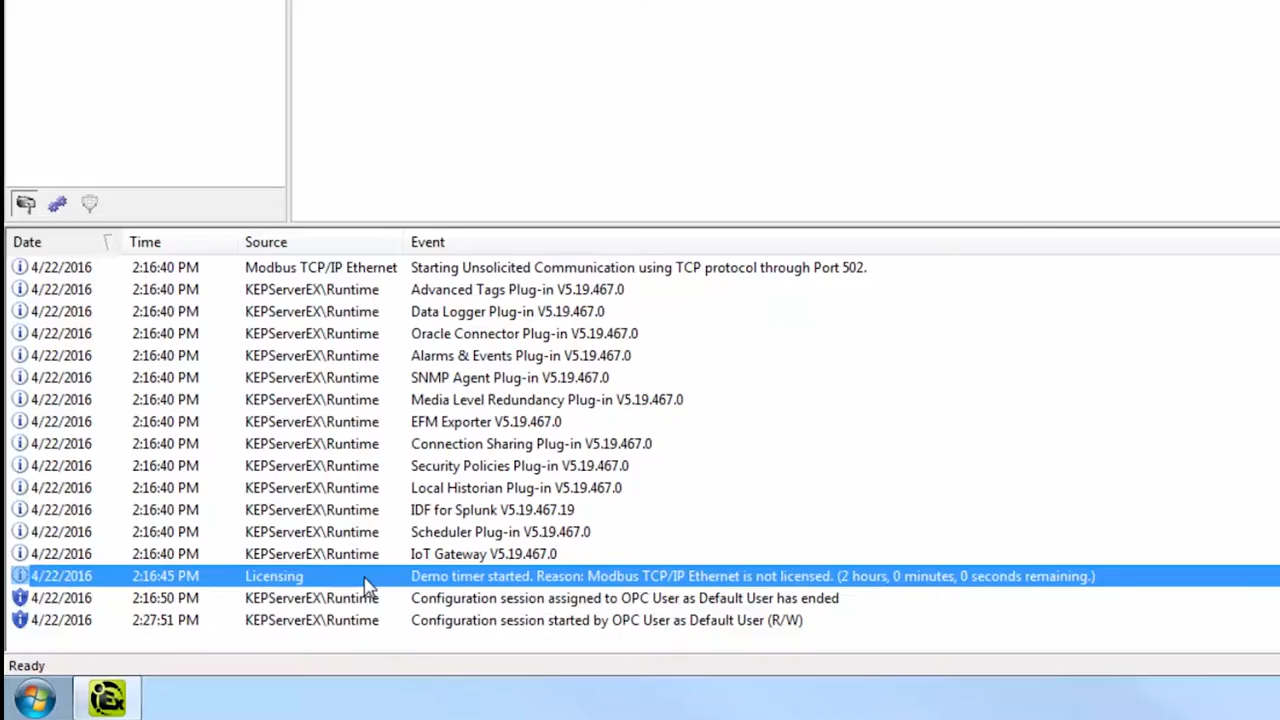 Date Time Source Event
4/22/2016 2:16:40 PM Modbus TCP/IP Ethernet Starting Unsolicited Communication using TCP protocol through Port 502.
4/22/2016 2:16:40 PM KEPServerEX\Runtime Advanced Tags Plug-in V5.19.467.0
4/22/2016 2:16:40 PM KEPServerEX\Runtime Data Logger Plug-in V5.19.467.0
4/22/2016 2:16:40 PM KEPServerEX\Runtime Oracle Connector Plug-in V5.19.467.0
4/22/2016 2:16:40 PM KEPServerEX\Runtime Alarms & Events Plug-in V5.19.467.0
4/22/2016 2:16:40 PM KEPServerEX\Runtime SNMP Agent Plug-in V5.19.467.0
4/22/2016 2:16:40 PM KEPServerEX\Runtime Media Level Redundancy Plug-in V5.19.467.0
4/22/2016 2:16:40 PM KEPServerEX\Runtime EFM Exporter V5.19.467.0
4/22/2016 2:16:40 PM KEPServerEX\Runtime Connection Sharing Plug-in V5.19.467.0
4/22/2016 2:16:40 PM KEPServerEX\Runtime Security Policies Plug-in V5.19.467.0
4/22/2016 2:16:40 PM KEPServerEX\Runtime Local Historian Plug-in V5.19.467.0
4/22/2016 2:16:40 PM KEPServerEX\Runtime IDF for Splunk V5.19.467.19
4/22/2016 2:16:40 PM KEPServerEX\Runtime Scheduler Plug-in V5.19.467.0
4/22/2016 2:16:40 PM KEPServerEX\Runtime IoT Gateway V5.19.467.0
4/22/2016 2:16:45 PM Licensing Demo timer started. Reason: Modbus TCP/IP Ethernet is not licensed. (2 hours, 0 minutes, 0 seconds remaining.)
4/22/2016 2:16:50 PM KEPServerEX\Runtime Configuration session assigned to OPC User as Default User has ended
4/22/2016 2:27:51 PM KEPServerEX\Runtime Configuration session started by OPC User as Default User (R/W)
Ready
Ex